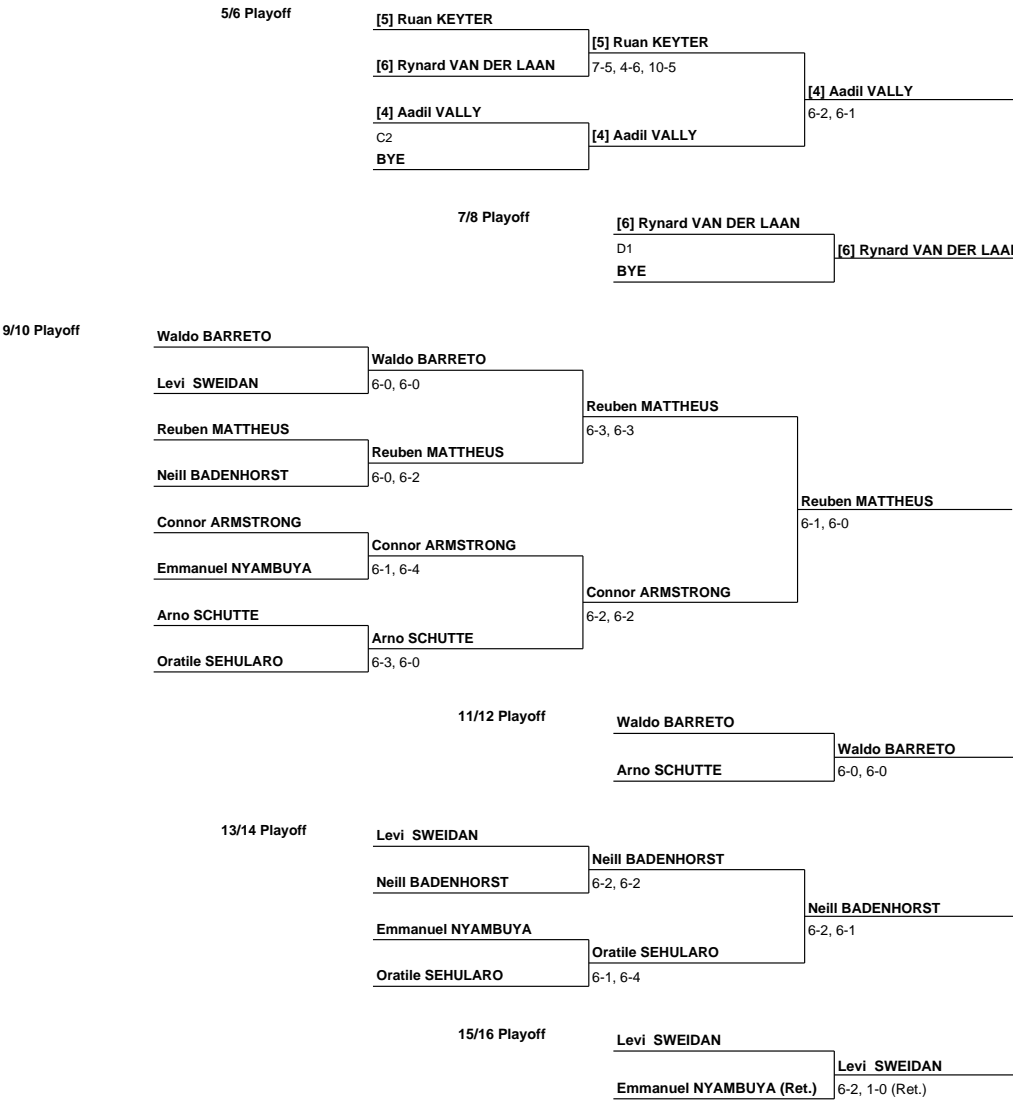 5/6 Playoff
[5] Ruan KEYTER
[5] Ruan KEYTER
[6] Rynard VAN DER LAAN
7-5, 4-6, 10-5
[4] Aadil VALLY
6-2, 6-1
[4] Aadil VALLY
C2
[4] Aadil VALLY
BYE
7/8 Playoff
[6] Rynard VAN DER LAAN
D1
[6] Rynard VAN DER LAAN
BYE
9/10 Playoff
Waldo BARRETO
Waldo BARRETO
Levi SWEIDAN
6-0, 6-0
Reuben MATTHEUS
6-3, 6-3
Reuben MATTHEUS
Reuben MATTHEUS
Neill BADENHORST
6-0, 6-2
Reuben MATTHEUS
6-1, 6-0
Connor ARMSTRONG
Connor ARMSTRONG
Emmanuel NYAMBUYA
6-1, 6-4
Connor ARMSTRONG
6-2, 6-2
Arno SCHUTTE
Arno SCHUTTE
Oratile SEHULARO
6-3, 6-0
11/12 Playoff
Waldo BARRETO
Waldo BARRETO
Arno SCHUTTE
6-0, 6-0
13/14 Playoff
Levi SWEIDAN
Neill BADENHORST
Neill BADENHORST
6-2, 6-2
Neill BADENHORST
6-2, 6-1
Emmanuel NYAMBUYA
Oratile SEHULARO
Oratile SEHULARO
6-1, 6-4
15/16 Playoff
Levi SWEIDAN
Levi SWEIDAN
Emmanuel NYAMBUYA (Ret.)
6-2, 1-0 (Ret.)